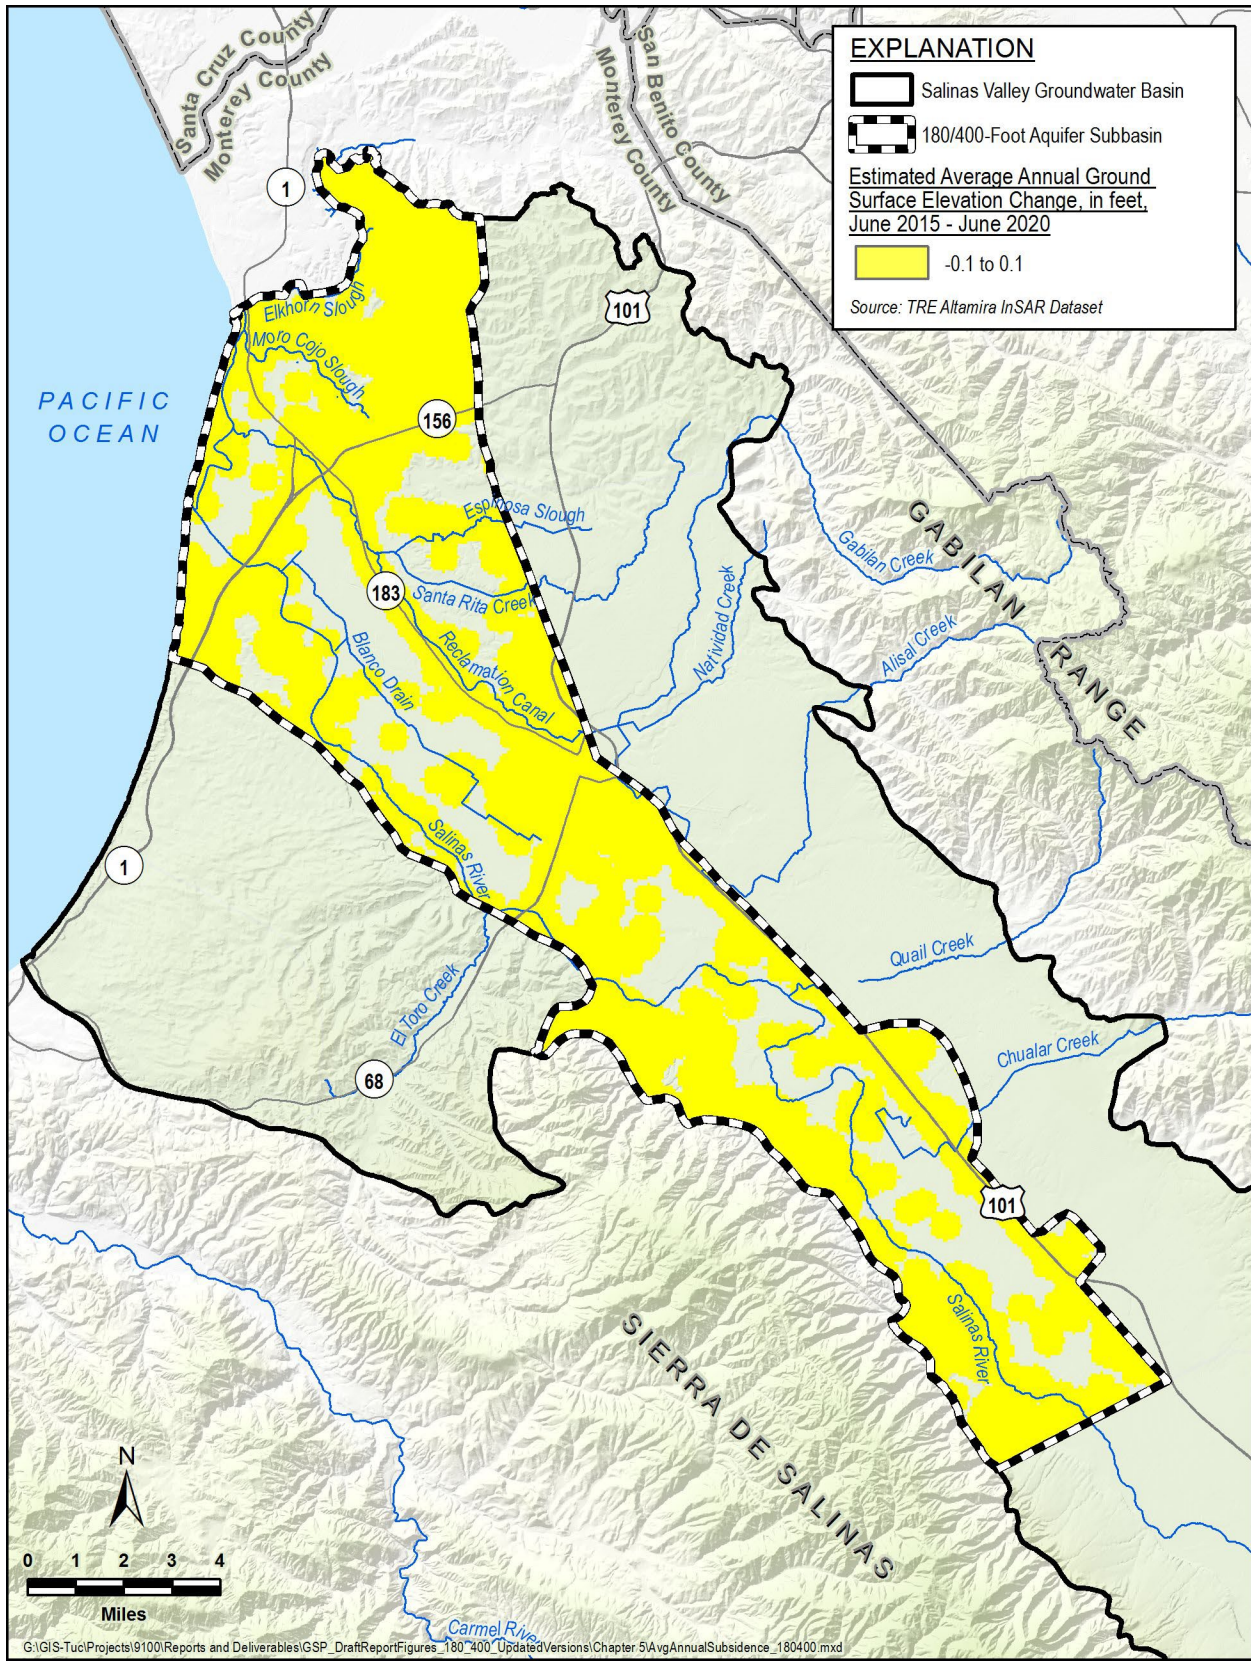 EXPLANATION
Salinas Valley Groundwater Basin
180/400-Foot Aquifer Subbasin
Estimated Average Annual Ground
Surface Elevation Change, in feet,
June 2015 - June 2020
-0.1 to 0.1
Source: TRE Altamira InSAR Dataset
Santa Cruz County
Monterey County
San Benito County
Monterey County
1
101
Elkhorn Slough
Moro Cojo Slough
PACIFIC
OCEAN
156
Espinosa Slough
GABILAN
RANGE
Gabilan Creek
183
Santa Rita Creek
Natividad Creek
Alisal Creek
Blanco Drain
Reclamation Canal
Salinas River
1
Quail Creek
El Toro Creek
Chualar Creek
68
101
Salinas River
SIERRA DE SALINAS
N
0 1 2 3 4
Miles
Carmel River
G:\GIS-Tuc\Projects\9100\Reports and Deliverables\GSP_DraftReportFigures_180_400_UpdatedVersions\Chapter 5\AvgAnnualSubsidence_180400.mxd